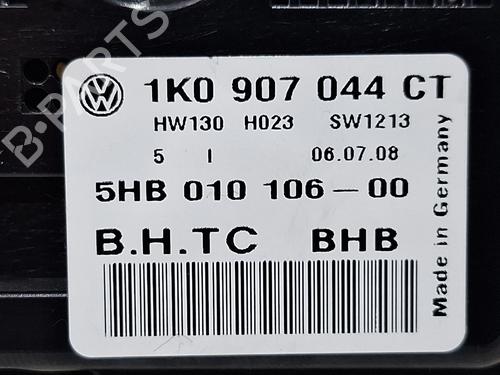 1K0 907 044 CT
HW130 H023 SW1213
5 I 06.07.08
5HB 010 106-00
B.H.TC BHB
Made in Germany
B-PARTS